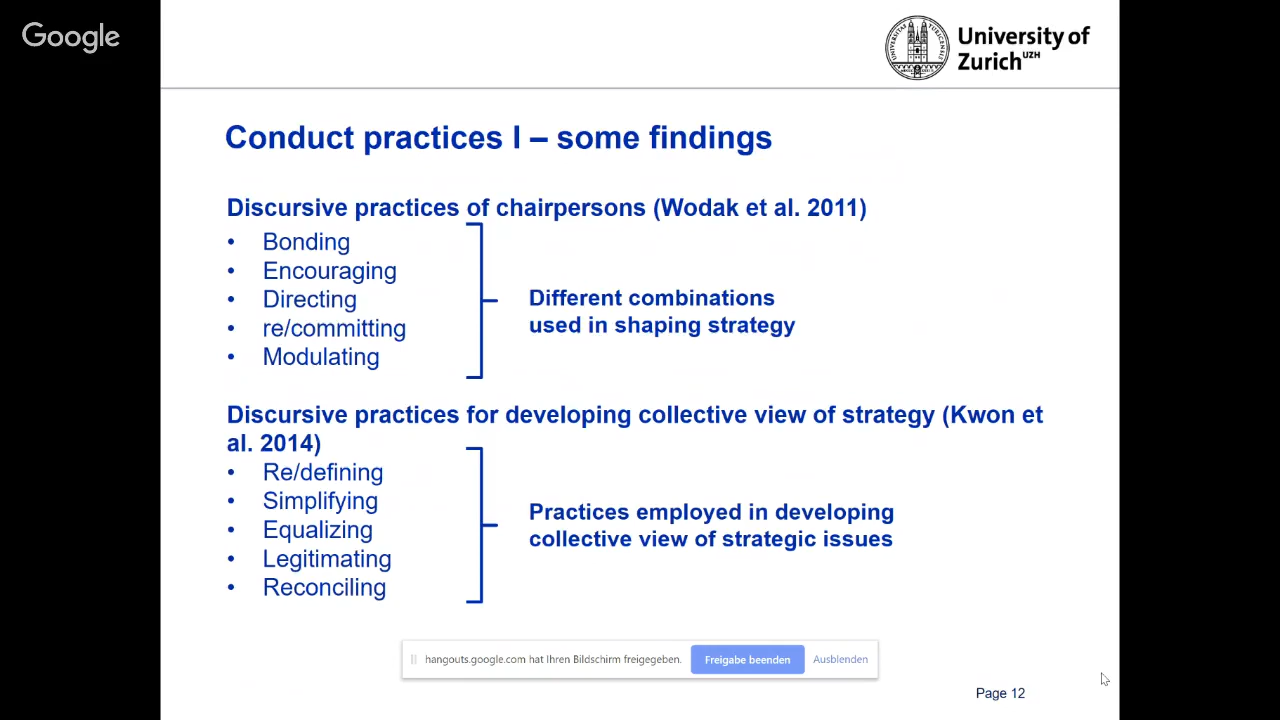 Google
University of
Zurich UZH
Conduct practices I – some findings
Discursive practices of chairpersons (Wodak et al. 2011)
• Bonding
• Encouraging
• Directing
• re/committing
• Modulating
Different combinations
used in shaping strategy
Discursive practices for developing collective view of strategy (Kwon et
al. 2014)
• Re/defining
• Simplifying
• Equalizing
• Legitimating
• Reconciling
Practices employed in developing
collective view of strategic issues
hangouts.google.com hat Ihren Bildschirm freigegeben. Freigabe beenden Ausblenden
Page 12